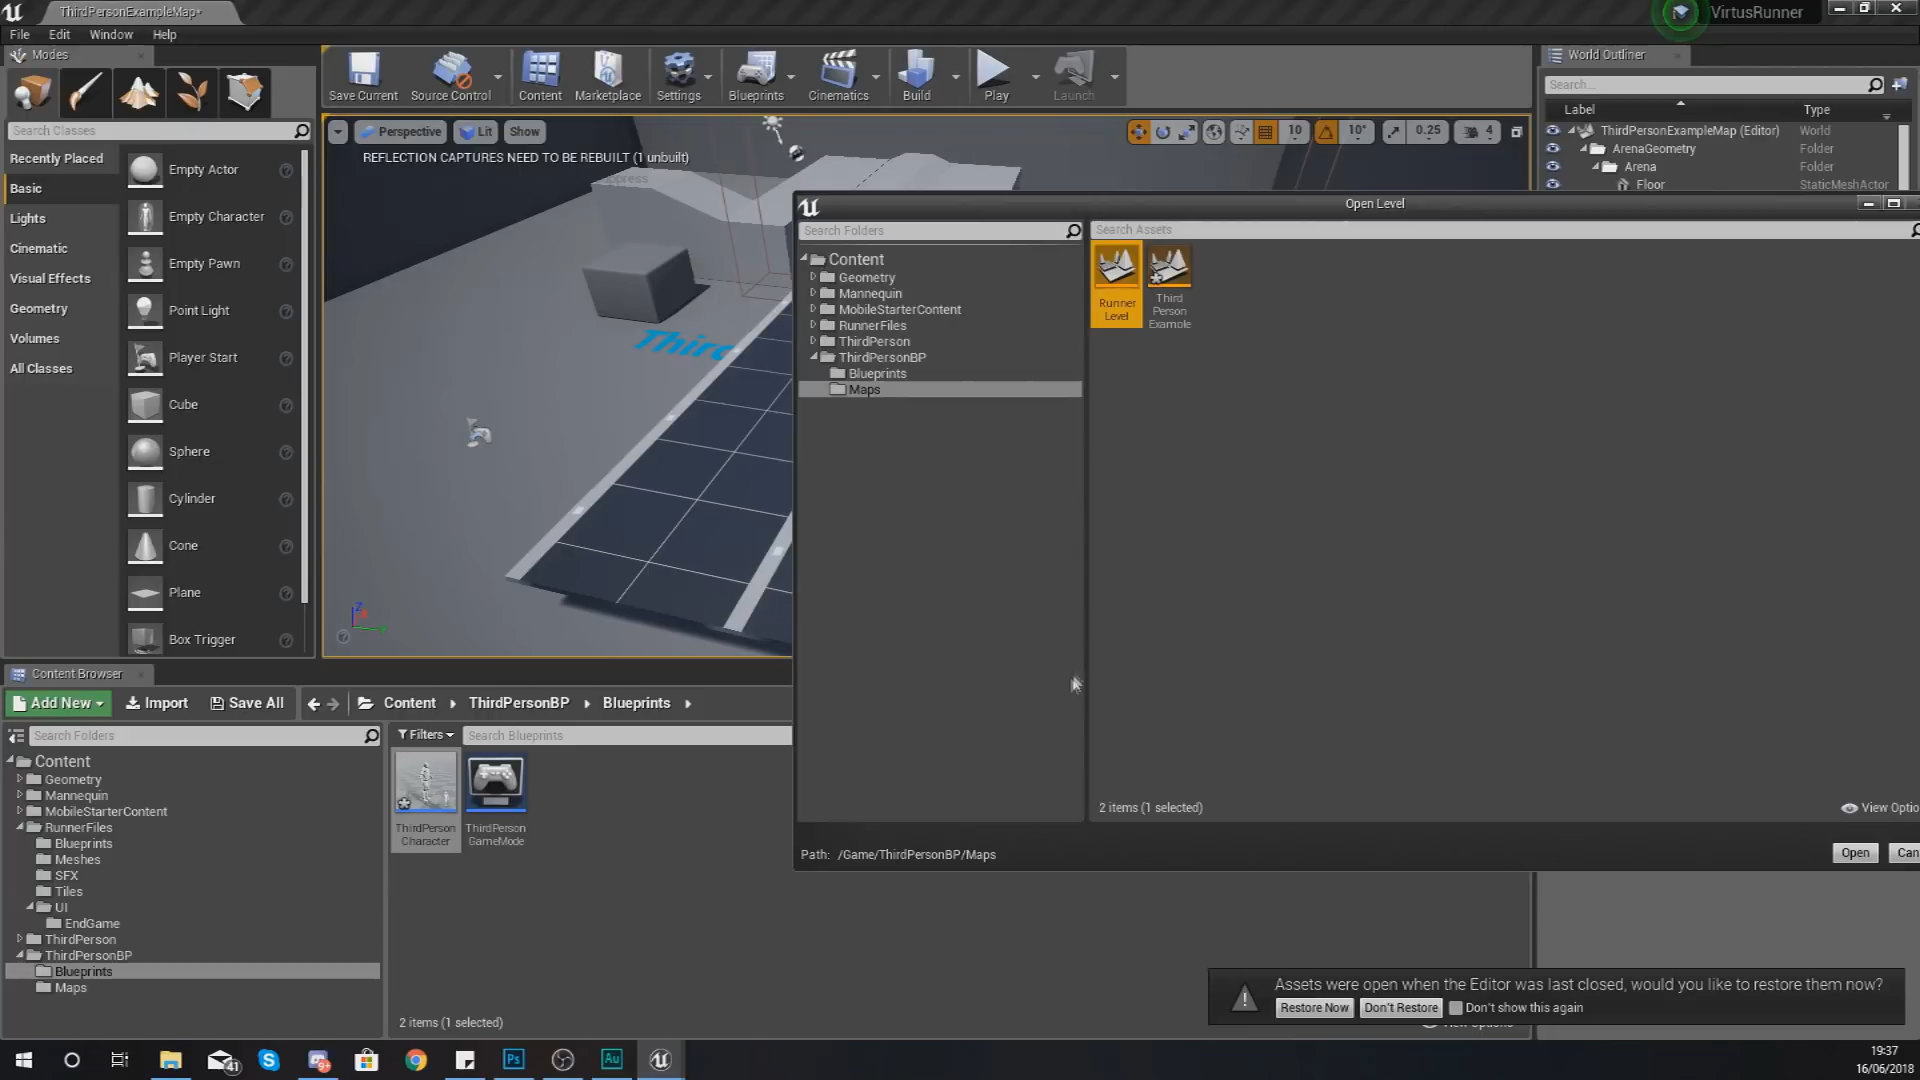 ThirdPersonExampleMap*
VirtusRunner
File Edit Window Help
Modes
Save Current
Source Control
Content
Marketplace
Settings
Blueprints
Cinematics
Build
Play
Launch
World Outliner
Search...
Label
Type
ThirdPersonExampleMap (Editor) World
ArenaGeometry Folder
Arena Folder
Floor StaticMeshActor
Search Classes
Recently Placed
Basic
Lights
Cinematic
Visual Effects
Geometry
Volumes
All Classes
Empty Actor
Empty Character
Empty Pawn
Point Light
Player Start
Cube
Sphere
Cylinder
Cone
Plane
Box Trigger
Perspective
Lit
Show
10
10°
0.25
4
REFLECTION CAPTURES NEED TO BE REBUILT (1 unbuilt)
Third
Z
Open Level
Search Folders
Search Assets
Content
Geometry
Mannequin
MobileStarterContent
RunnerFiles
ThirdPerson
ThirdPersonBP
Blueprints
Maps
Runner
Level
Third
Person
Example
2 items (1 selected)
View Optio
Path: /Game/ThirdPersonBP/Maps
Open
Can
Content Browser
Add New
Import
Save All
Content
ThirdPersonBP
Blueprints
Search Folders
Filters
Search Blueprints
Content
Geometry
Mannequin
MobileStarterContent
RunnerFiles
Blueprints
Meshes
SFX
Tiles
UI
EndGame
ThirdPerson
ThirdPersonBP
Blueprints
Maps
ThirdPerson
Character
ThirdPerson
GameMode
2 items (1 selected)
Assets were open when the Editor was last closed, would you like to restore them now?
Restore Now
Don't Restore
Don't show this again
41
9+
Ps
Au
19:37
16/06/2018